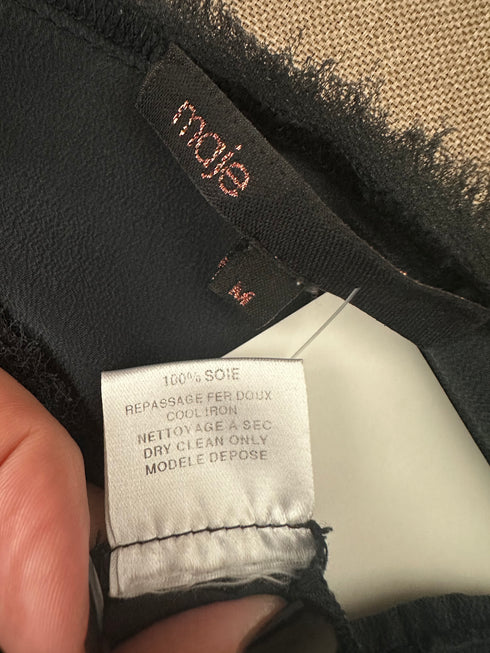 maje
M
100% SOIE
REPASSAGE FER DOUX
COOL IRON
NETTOYAGE A SEC
DRY CLEAN ONLY
MODELE DEPOSE